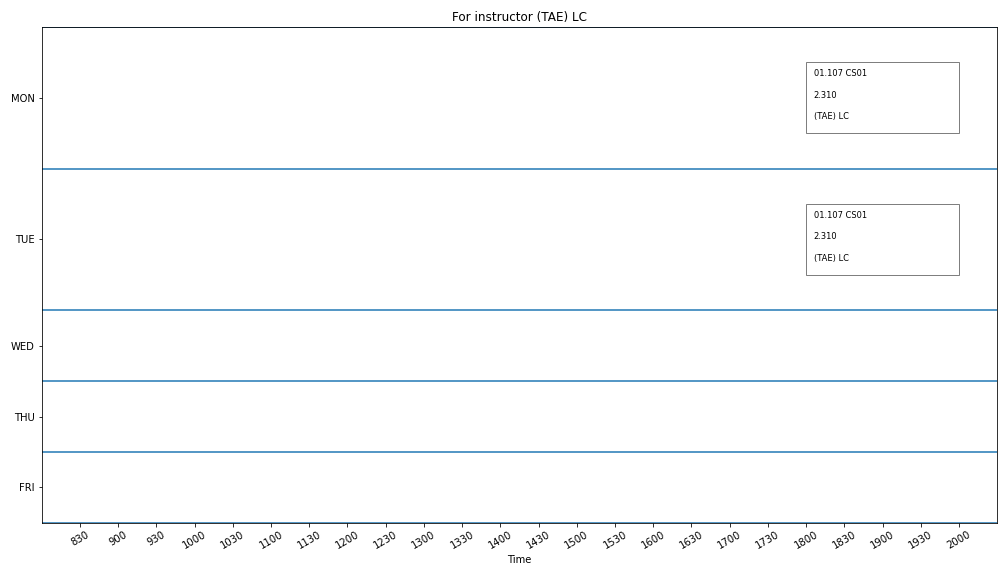 For instructor (TAE) LC
MON
01.107 CS01
2.310
(TAE) LC
TUE
01.107 CS01
2.310
(TAE) LC
WED
THU
FRI
830 900 930 1000 1030 1100 1130 1200 1230 1300 1330 1400 1430 1500 1530 1600 1630 1700 1730 1800 1830 1900 1930 2000
Time